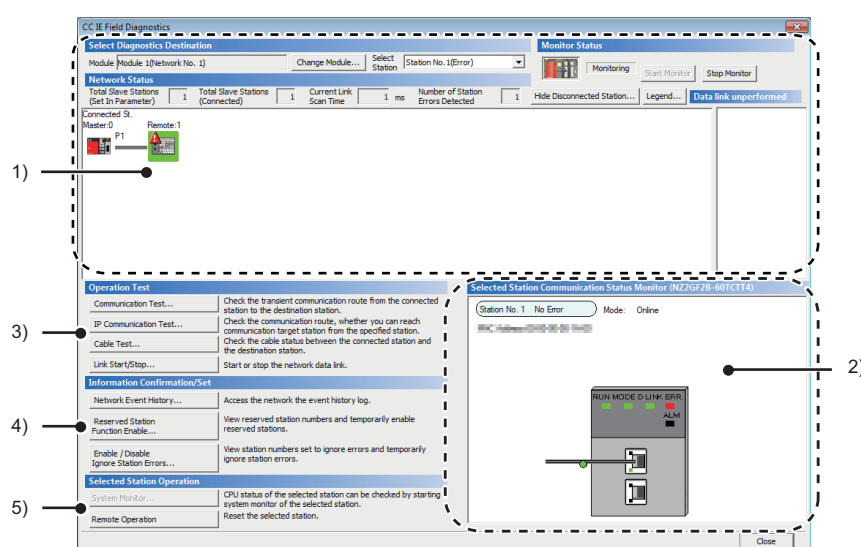 CC IE Field Diagnostics
Select Diagnostics Destination
Monitor Status
Module Module 1(Network No. 1)
Change Module...
Select Station
Station No.1(Error)
Monitoring
Start Monitor
Stop Monitor
Network Status
Total Slave Stations (Set In Parameter) 1
Total Slave Stations (Connected) 1
Current Link Scan Time 1 ms
Number of Station Errors Detected 1
Hide Disconnected Station...
Legend...
Data link unperformed
Connected St.
Master:0
Remote:1
P1
1)
Operation Test
Communication Test...
Check the transient communication route from the connected
station to the destination station.
3)
IP Communication Test...
Check the communication route, whether you can reach
communication target station from the specified station.
Cable Test...
Check the cable status between the connected station and
the destination station.
Link Start/Stop...
Start or stop the network data link.
Information Confirmation/Set
Network Event History...
Access the network the event history log.
4)
Reserved Station
Function Enable...
View reserved station numbers and temporarily enable
reserved stations.
Enable / Disable
Ignore Station Errors...
View station numbers set to ignore errors and temporarily
ignore station errors.
Selected Station Operation
5)
System Monitor...
CPU status of the selected station can be checked by starting
system monitor of the selected station.
Remote Operation
Reset the selected station.
Selected Station Communication Status Monitor (NZ2GF2B-60TCTT4)
Station No. 1 No Error
Mode: Online
2)
RUN MODE D LINK ERR.
ALM
Close